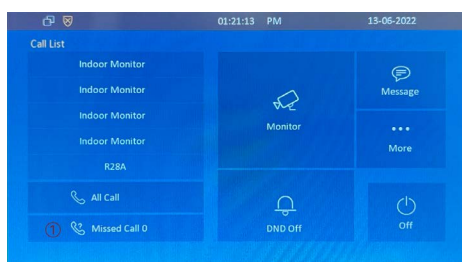 01:21:13 PM 13-06-2022
Call List
Indoor Monitor
Indoor Monitor
Indoor Monitor
Indoor Monitor
R28A
All Call
① Missed Call 0
Monitor
DND Off
Message
More
Off